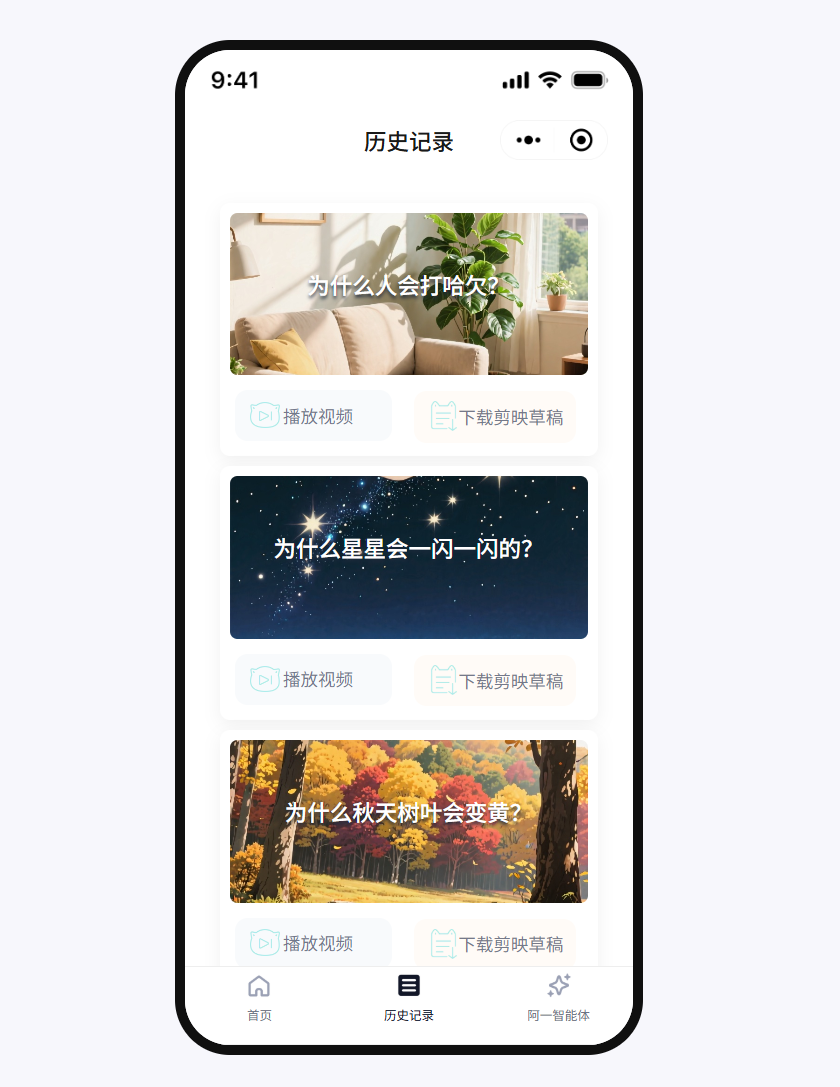 9:41
历史记录
为什么人会打哈欠?
播放视频
下载剪映草稿
为什么星星会一闪一闪的?
播放视频
下载剪映草稿
为什么秋天树叶会变黄?
播放视频
下载剪映草稿
首页
历史记录
阿一智能体